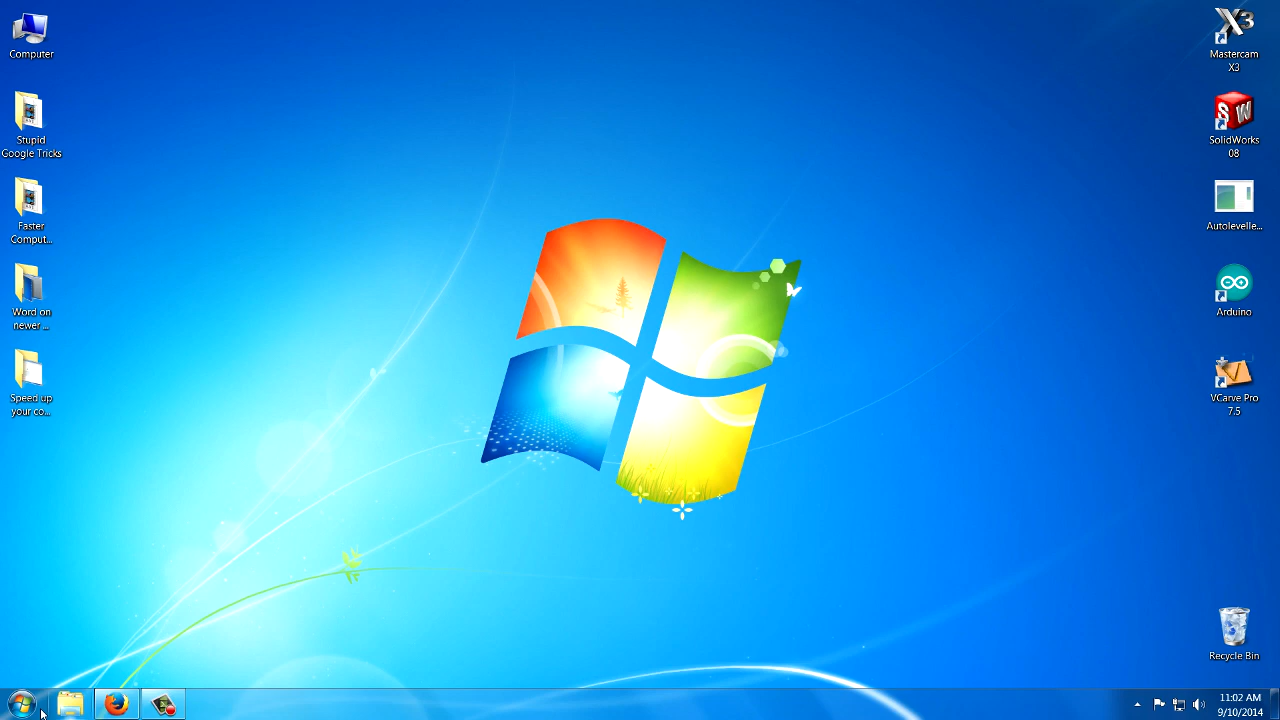 Computer
Stupid
Google Tricks
Faster
Comput...
Word on
newer ...
Speed up
your co...
X3
Mastercam
X3
S W
SolidWorks
08
Autolevelle...
Arduino
V
VCarve Pro
7.5
Recycle Bin
11:02 AM
9/10/2014